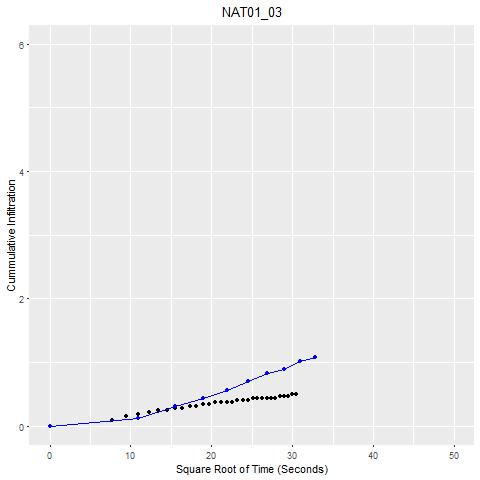 NAT01_03
6
4
2
0
Cummulative Infiltration
0 10 20 30 40 50
Square Root of Time (Seconds)